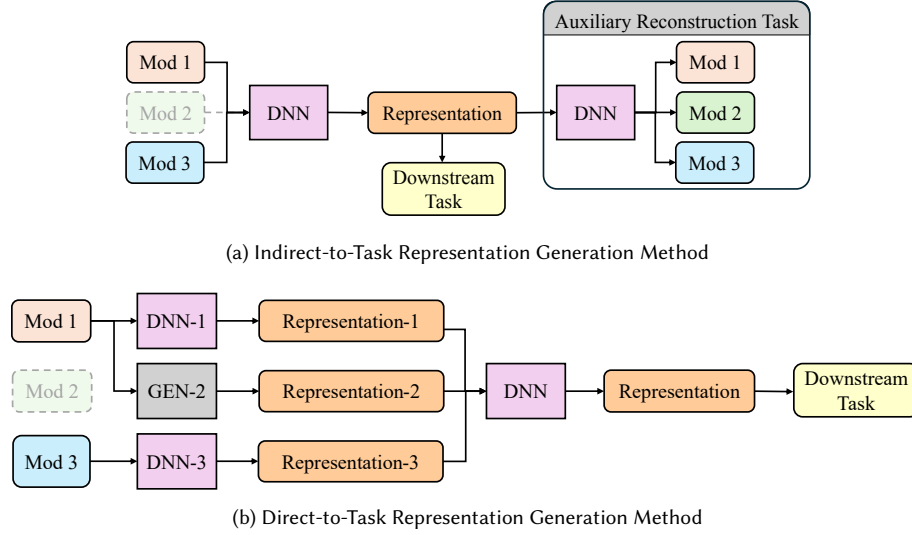 Auxiliary Reconstruction Task
Mod 1
Mod 2
Mod 3
DNN
Representation
Downstream
Task
DNN
Mod 1
Mod 2
Mod 3
(a) Indirect-to-Task Representation Generation Method
Mod 1
DNN-1
Representation-1
Mod 2
GEN-2
Representation-2
Mod 3
DNN-3
Representation-3
DNN
Representation
Downstream
Task
(b) Direct-to-Task Representation Generation Method